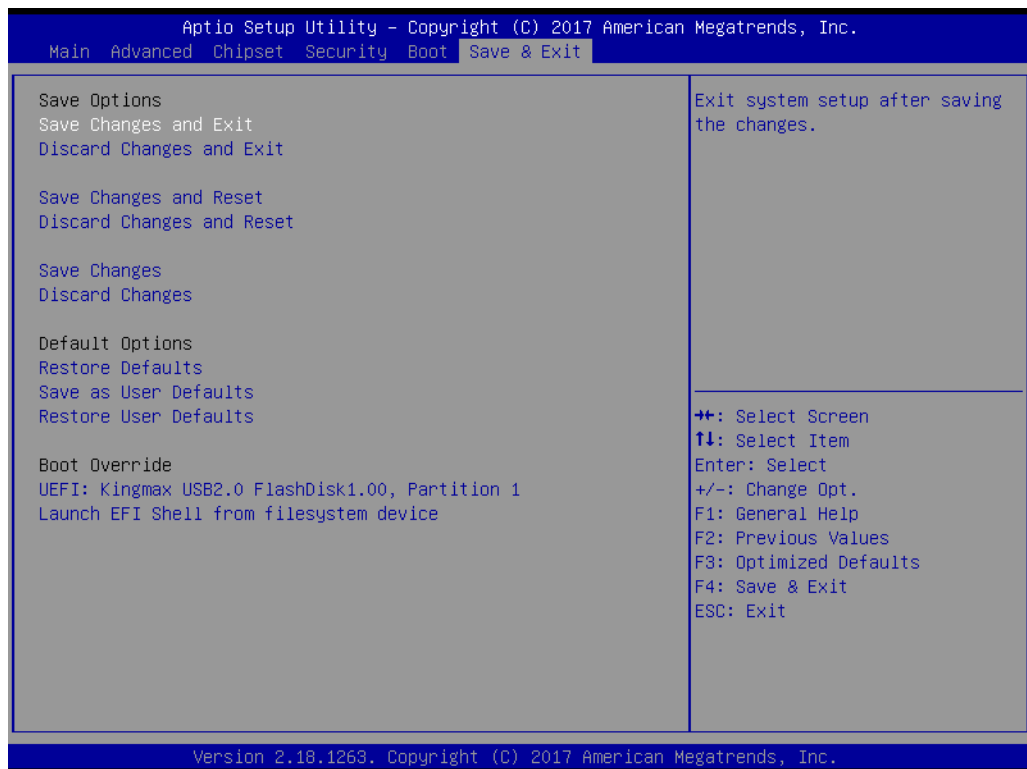 Aptio Setup Utility – Copyright (C) 2017 American Megatrends, Inc.
Main Advanced Chipset Security Boot Save & Exit
Save Options
Save Changes and Exit
Discard Changes and Exit
Save Changes and Reset
Discard Changes and Reset
Save Changes
Discard Changes
Default Options
Restore Defaults
Save as User Defaults
Restore User Defaults
Boot Override
UEFI: Kingmax USB2.0 FlashDisk1.00, Partition 1
Launch EFI Shell from filesystem device
Exit system setup after saving
the changes.
→←: Select Screen
↑↓: Select Item
Enter: Select
+/-: Change Opt.
F1: General Help
F2: Previous Values
F3: Optimized Defaults
F4: Save & Exit
ESC: Exit
Version 2.18.1263. Copyright (C) 2017 American Megatrends, Inc.